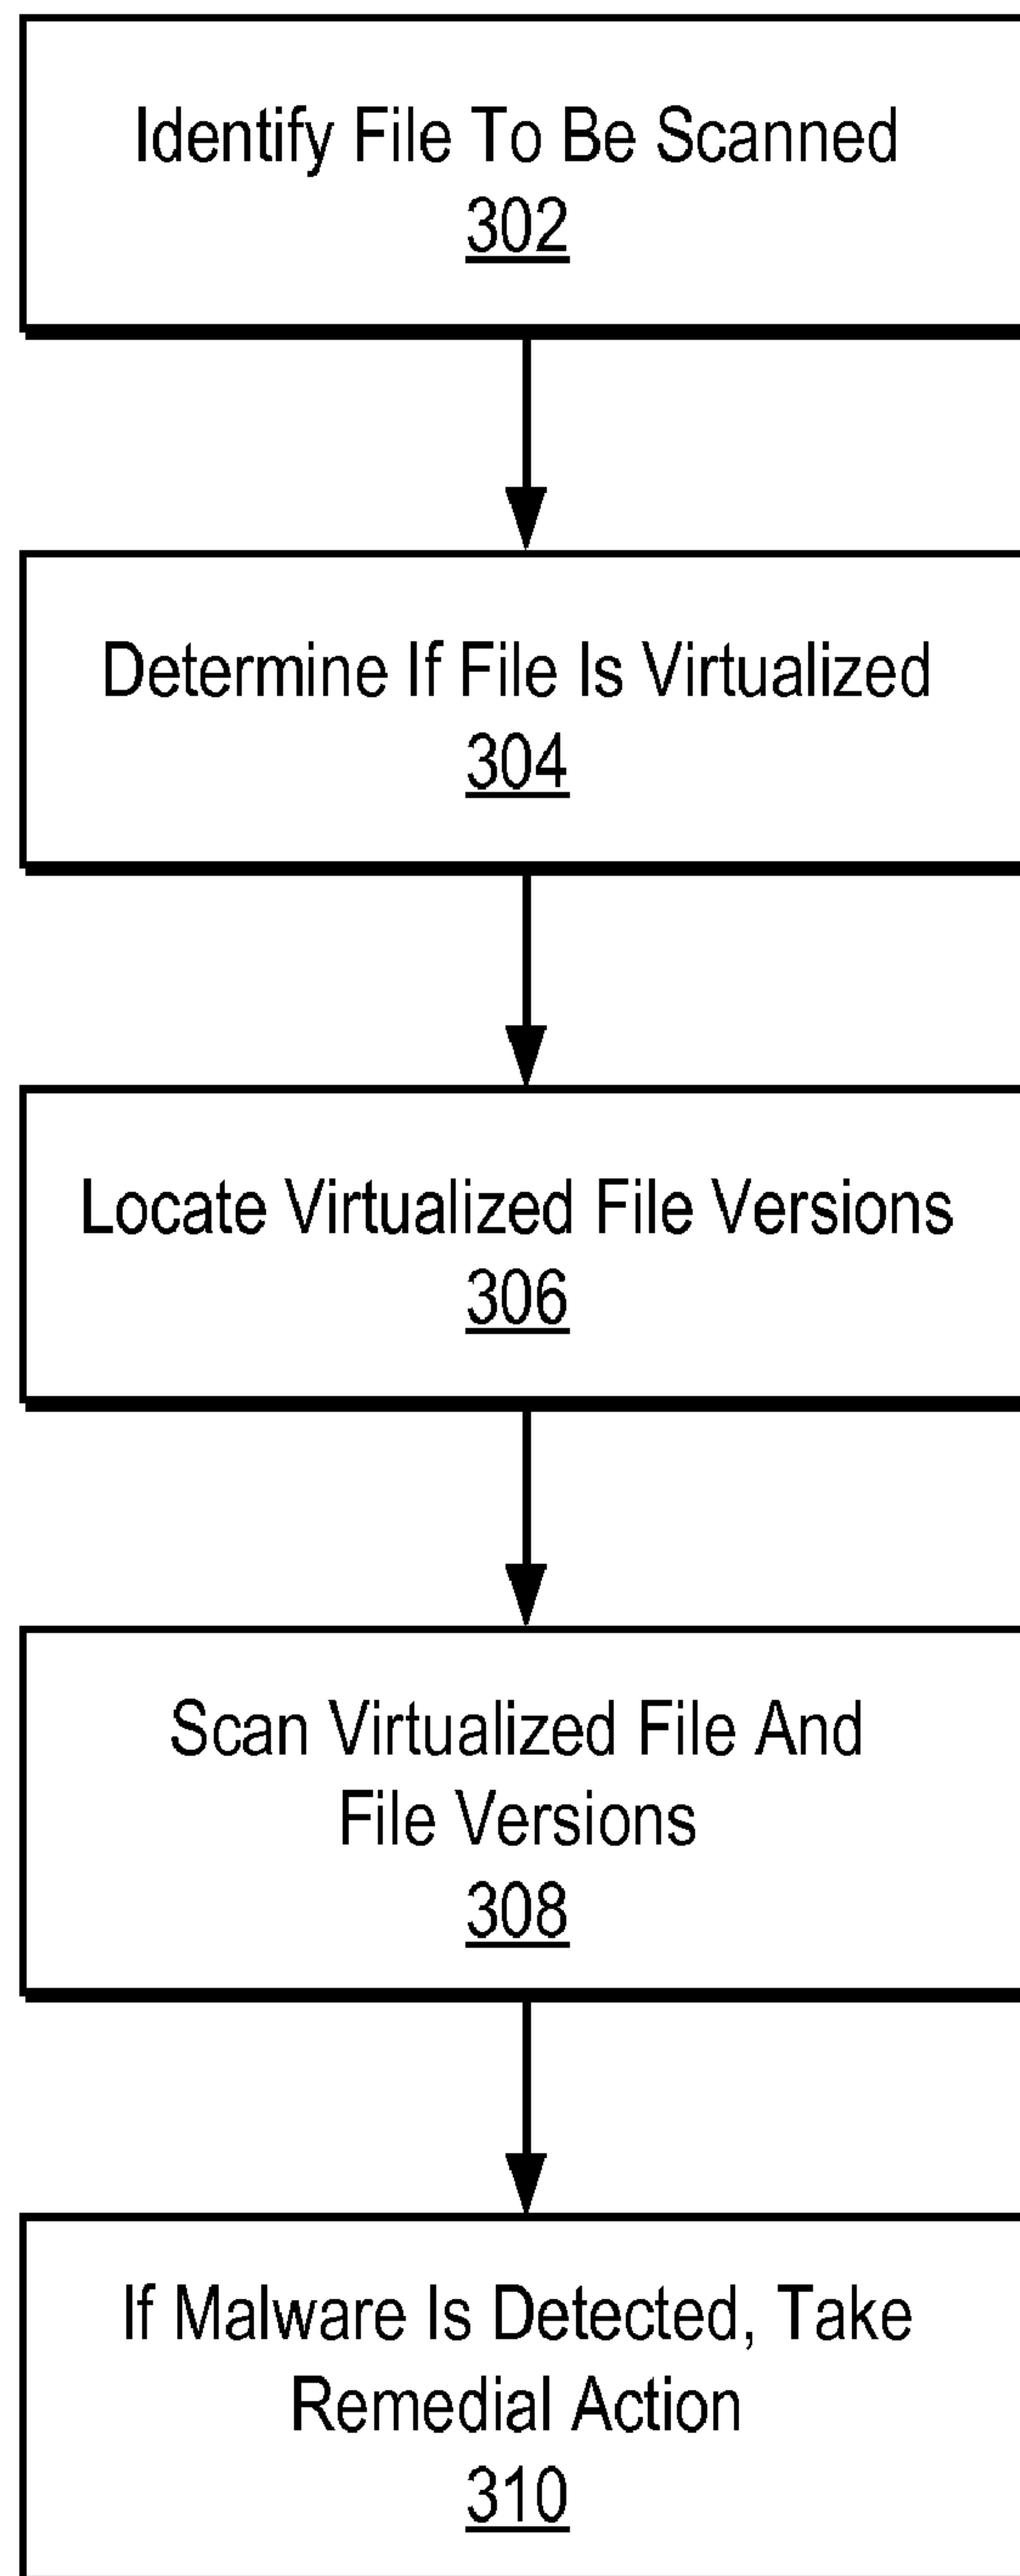 Identify File To Be Scanned
302
Determine If File Is Virtualized
304
Locate Virtualized File Versions
306
Scan Virtualized File And
File Versions
308
If Malware Is Detected, Take
Remedial Action
310